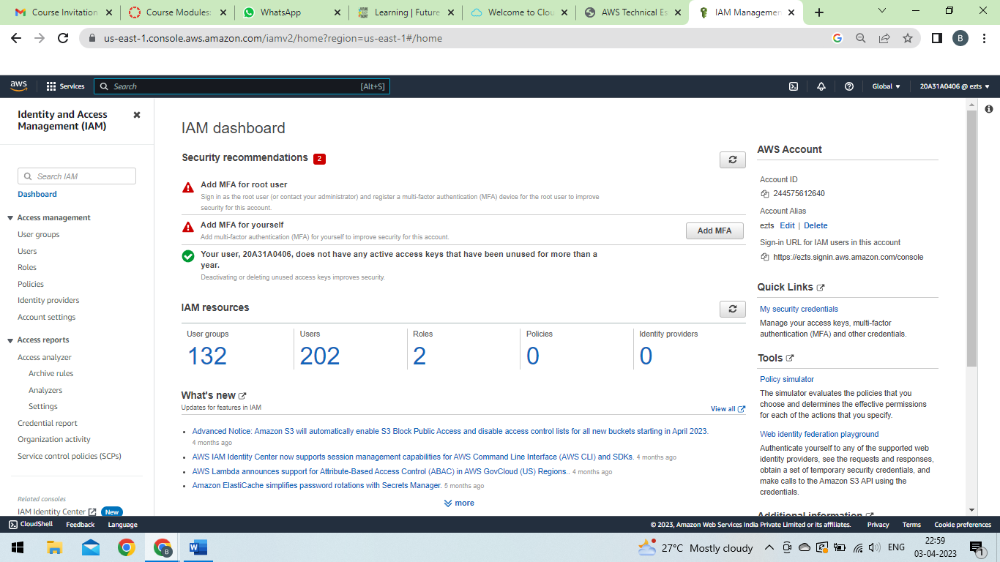 Course Invitation
Course Modules:
WhatsApp
Learning | Future
Welcome to Clou
AWS Technical Es
IAM Managemen
us-east-1.console.aws.amazon.com/iamv2/home?region=us-east-1#/home
B
aws
Services
Search
[Alt+S]
Global
20A31A0406 @ ezts
Identity and Access
Management (IAM)
Search IAM
Dashboard
Access management
User groups
Users
Roles
Policies
Identity providers
Account settings
Access reports
Access analyzer
Archive rules
Analyzers
Settings
Credential report
Organization activity
Service control policies (SCPs)
Related consoles
IAM Identity Center
New
IAM dashboard
Security recommendations 2
Add MFA for root user
Sign in as the root user (or contact your administrator) and register a multi-factor authentication (MFA) device for the root user to improve
security for this account.
Add MFA for yourself
Add multi-factor authentication (MFA) for yourself to improve security for this account.
Add MFA
Your user, 20A31A0406, does not have any active access keys that have been unused for more than a
year.
Deactivating or deleting unused access keys improves security.
IAM resources
User groups
132
Users
202
Roles
2
Policies
0
Identity providers
0
What's new
Updates for features in IAM
View all
Advanced Notice: Amazon S3 will automatically enable S3 Block Public Access and disable access control lists for all new buckets starting in April 2023.
4 months ago
AWS IAM Identity Center now supports session management capabilities for AWS Command Line Interface (AWS CLI) and SDKs. 4 months ago
AWS Lambda announces support for Attribute-Based Access Control (ABAC) in AWS GovCloud (US) Regions.. 4 months ago
Amazon ElastiCache simplifies password rotations with Secrets Manager. 5 months ago
more
AWS Account
Account ID
244575612640
Account Alias
ezts Edit | Delete
Sign-in URL for IAM users in this account
https://ezts.signin.aws.amazon.com/console
Quick Links
My security credentials
Manage your access keys, multi-factor
authentication (MFA) and other credentials.
Tools
Policy simulator
The simulator evaluates the policies that you
choose and determines the effective permissions
for each of the actions that you specify.
Web identity federation playground
Authenticate yourself to any of the supported web
identity providers, see the requests and responses,
obtain a set of temporary security credentials, and
make calls to the Amazon S3 API using the
credentials.
Additional information
CloudShell
Feedback
Language
© 2023, Amazon Web Services India Private Limited or its affiliates.
Privacy
Terms
Cookie preferences
B
27°C Mostly cloudy
ENG
22:59
03-04-2023
1